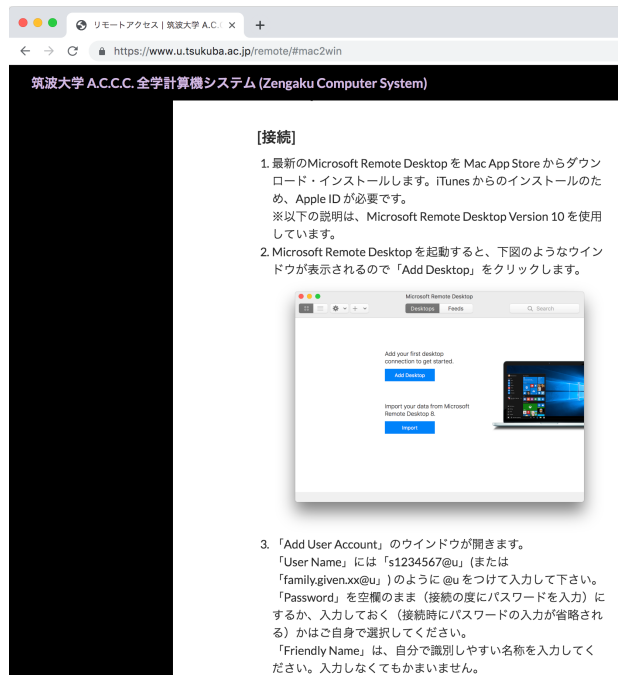 リモートアクセス | 筑波大学 A.C.
https://www.u.tsukuba.ac.jp/remote/#mac2win
筑波大学 A.C.C.C. 全学計算機システム (Zengaku Computer System)
[接続]
1. 最新のMicrosoft Remote Desktop を Mac App Store からダウン
ロード・インストールします。iTunes からのインストールのた
め、Apple ID が必要です。
※以下の説明は、Microsoft Remote Desktop Version 10 を使用
しています。
2. Microsoft Remote Desktop を起動すると、下図のようなウイン
ドウが表示されるので「Add Desktop」をクリックします。
Microsoft Remote Desktop
Desktops Feeds Search
Add your first desktop
connection to get started.
Add Desktop
Import your data from Microsoft
Remote Desktop 8.
Import
3. 「Add User Account」のウインドウが開きます。
「User Name」には「s1234567@u」(または
「family.given.xx@u」) のように @u をつけて入力して下さい。
「Password」を空欄のまま（接続の度にパスワードを入力）に
するか、入力しておく（接続時にパスワードの入力が省略され
る）かはご自身で選択してください。
「Friendly Name」は、自分で識別しやすい名称を入力してく
ださい。入力しなくてもかまいません。